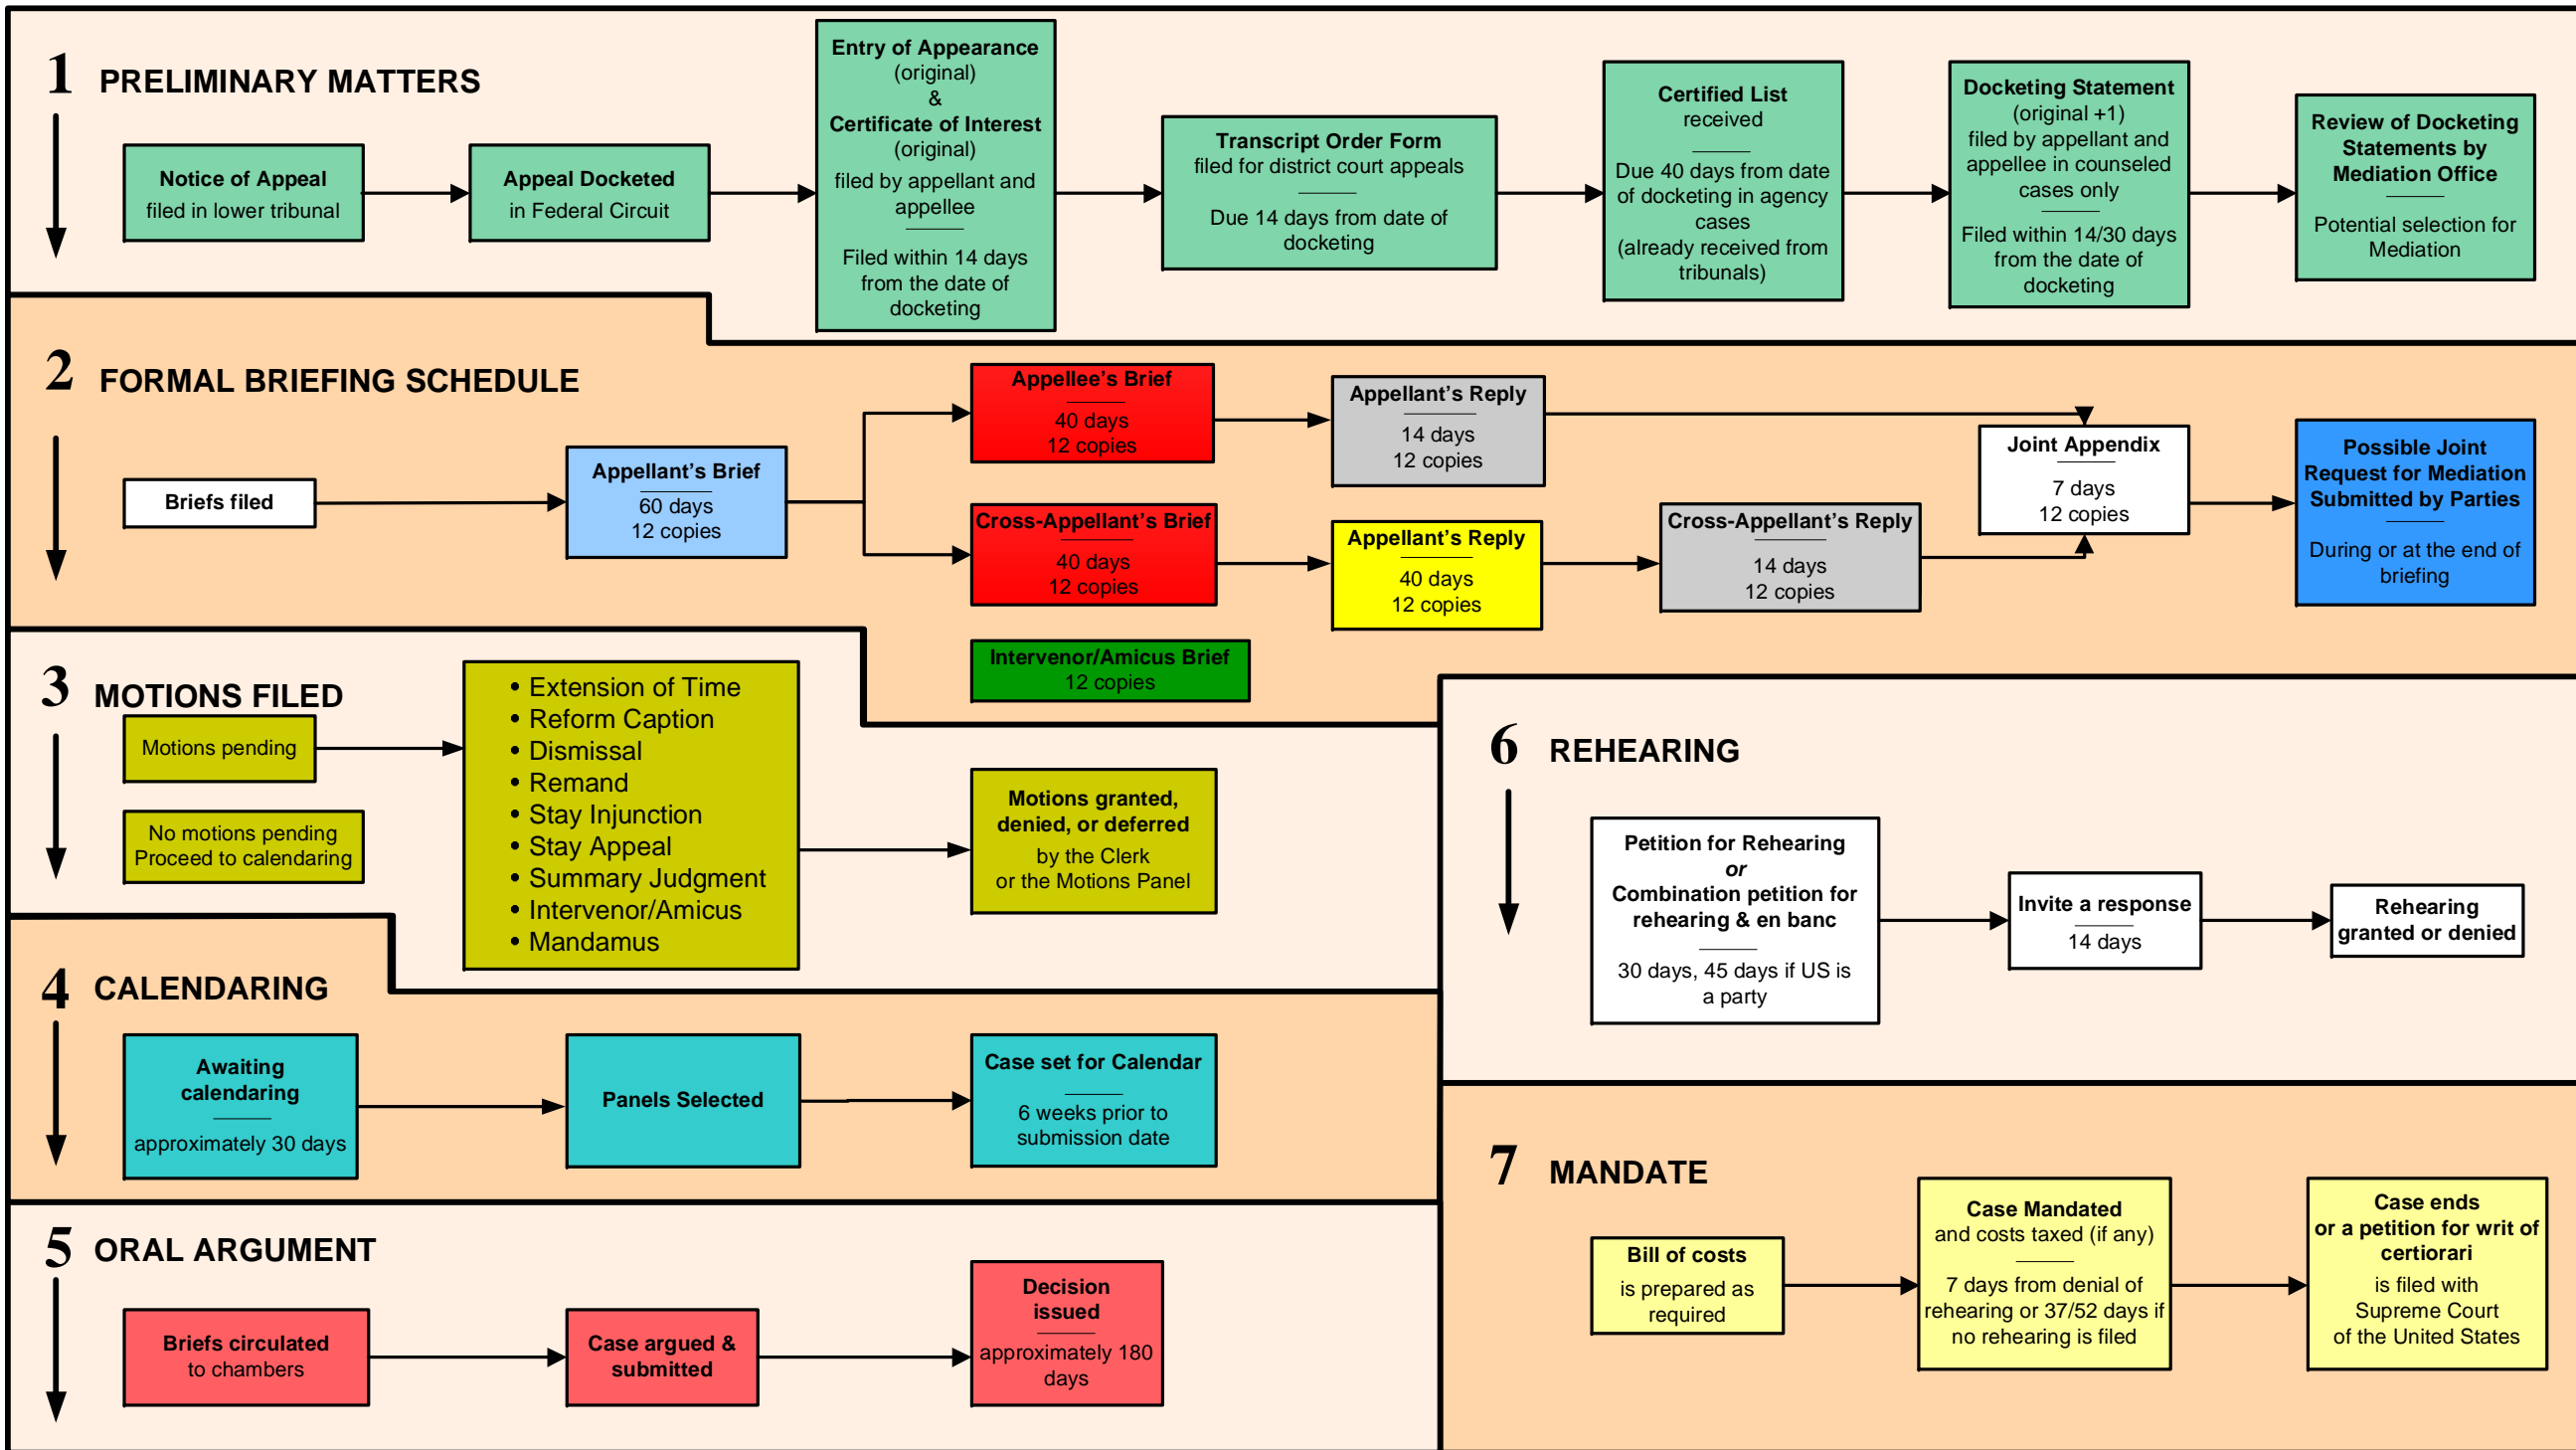 1 PRELIMINARY MATTERS
Notice of Appeal
filed in lower tribunal
Appeal Docketed
in Federal Circuit
Entry of Appearance
(original)
&
Certificate of Interest
(original)
filed by appellant and
appellee
Filed within 14 days
from the date of
docketing
Transcript Order Form
filed for district court appeals
Due 14 days from date of
docketing
Certified List
received
Due 40 days from date
of docketing in agency
cases
(already received from
tribunals)
Docketing Statement
(original +1)
filed by appellant and
appellee in counseled
cases only
Filed within 14/30 days
from the date of
docketing
Review of Docketing
Statements by
Mediation Office
Potential selection for
Mediation
2 FORMAL BRIEFING SCHEDULE
Briefs filed
Appellant’s Brief
60 days
12 copies
Appellee’s Brief
40 days
12 copies
Appellant’s Reply
14 days
12 copies
Cross-Appellant’s Brief
40 days
12 copies
Appellant’s Reply
40 days
12 copies
Cross-Appellant’s Reply
14 days
12 copies
Joint Appendix
7 days
12 copies
Possible Joint
Request for Mediation
Submitted by Parties
During or at the end of
briefing
Intervenor/Amicus Brief
12 copies
3 MOTIONS FILED
Motions pending
No motions pending
Proceed to calendaring
• Extension of Time
• Reform Caption
• Dismissal
• Remand
• Stay Injunction
• Stay Appeal
• Summary Judgment
• Intervenor/Amicus
• Mandamus
Motions granted,
denied, or deferred
by the Clerk
or the Motions Panel
4 CALENDARING
Awaiting
calendaring
approximately 30 days
Panels Selected
Case set for Calendar
6 weeks prior to
submission date
5 ORAL ARGUMENT
Briefs circulated
to chambers
Case argued &
submitted
Decision
issued
approximately 180
days
6 REHEARING
Petition for Rehearing
or
Combination petition for
rehearing & en banc
30 days, 45 days if US is
a party
Invite a response
14 days
Rehearing
granted or denied
7 MANDATE
Bill of costs
is prepared as
required
Case Mandated
and costs taxed (if any)
7 days from denial of
rehearing or 37/52 days if
no rehearing is filed
Case ends
or a petition for writ of
certiorari
is filed with
Supreme Court
of the United States